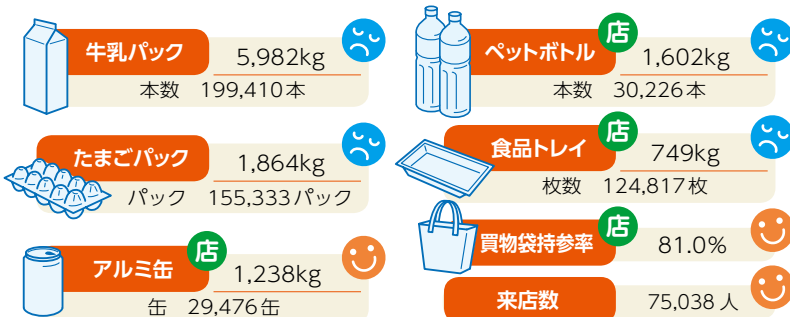 牛乳パック
5,982kg
本数 199,410本
たまごパック
1,864kg
パック 155,333パック
アルミ缶
店
1,238kg
缶 29,476缶
ペットボトル
店
1,602kg
本数 30,226本
食品トレイ
店
749kg
枚数 124,817枚
買物袋持参率
店
81.0%
来店数
75,038人